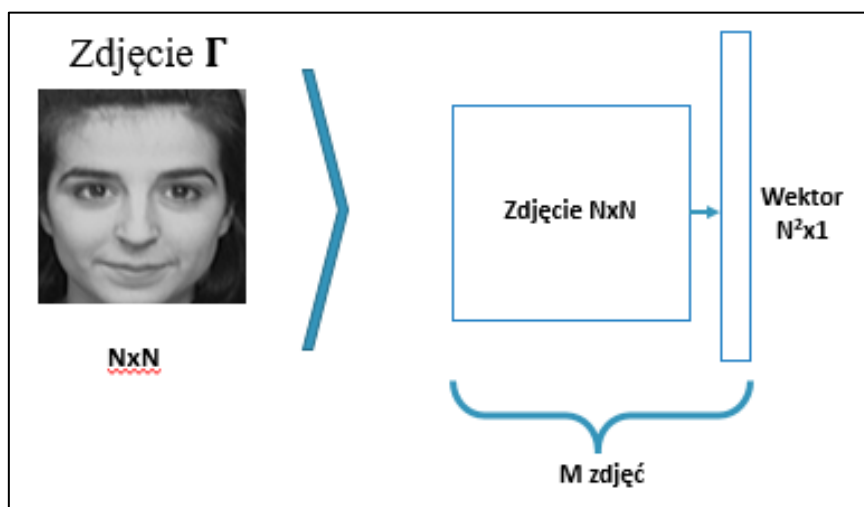 Zdjęcie Γ
NxN
Zdjęcie NxN
Wektor
N²x1
M zdjęć